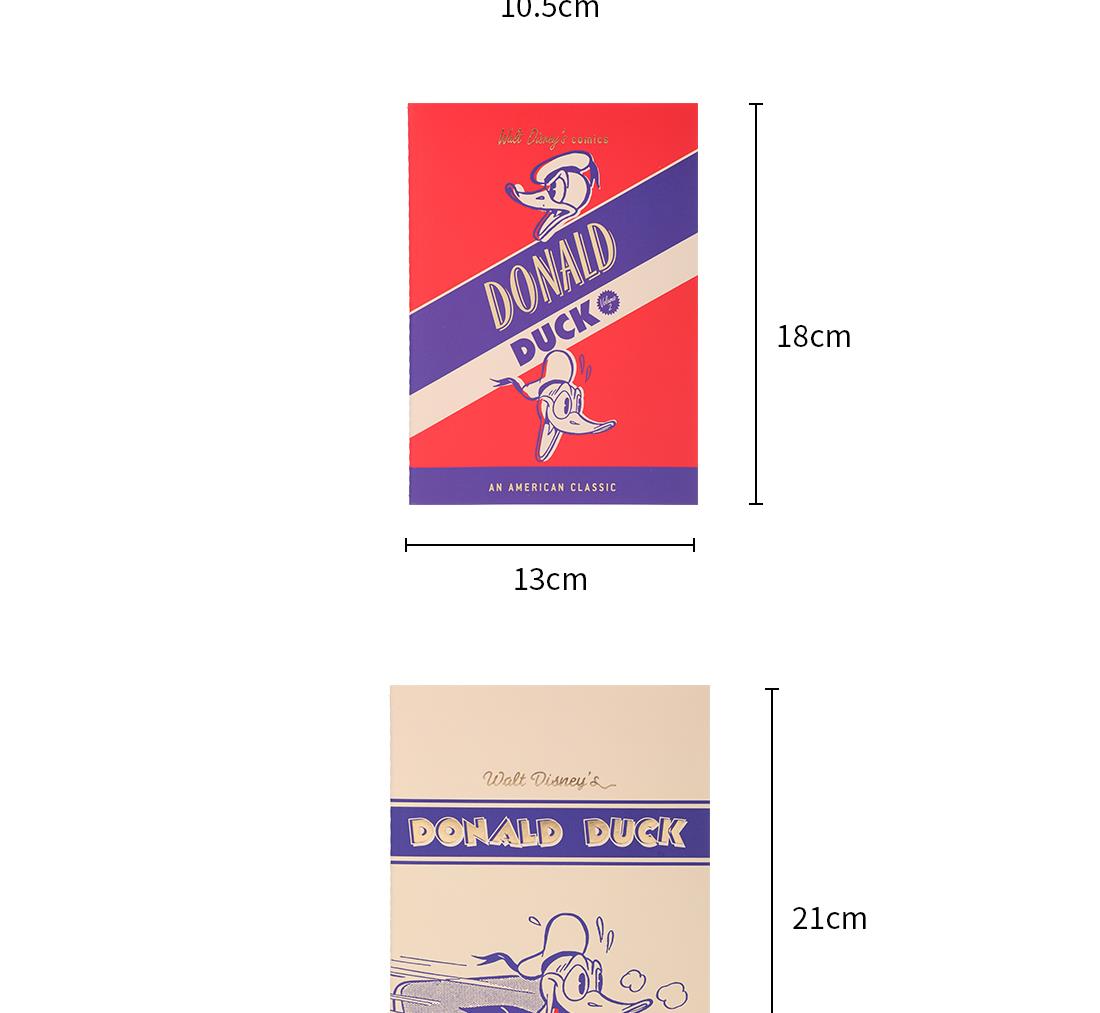 10.5cm
Walt Disney's comics
DONALD
DUCK
Volume
2
18cm
AN AMERICAN CLASSIC
13cm
Walt Disney's
DONALD DUCK
21cm